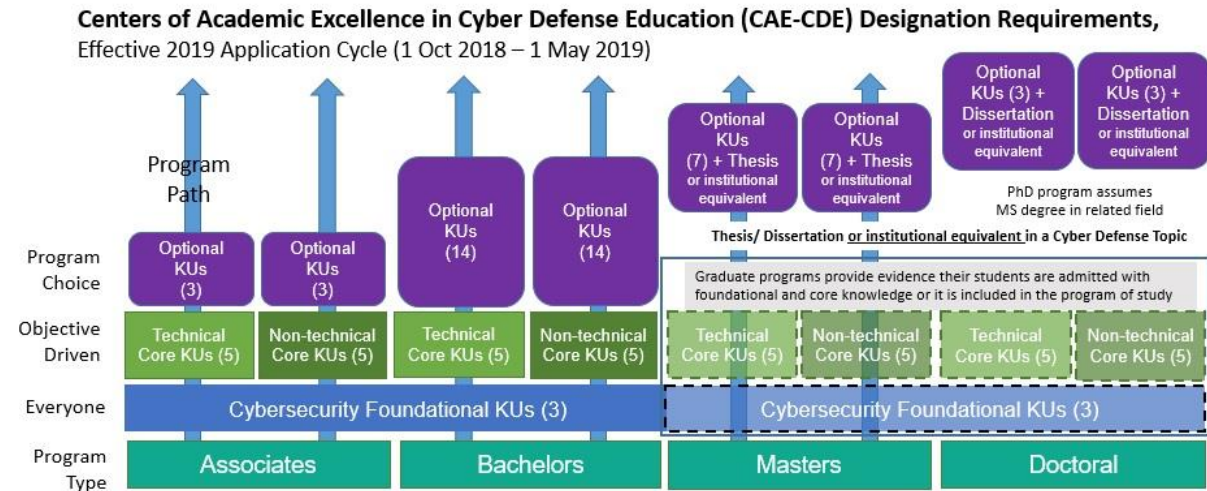 Centers of Academic Excellence in Cyber Defense Education (CAE-CDE) Designation Requirements,
Effective 2019 Application Cycle (1 Oct 2018 – 1 May 2019)
Program
Path
Optional
KUs
(3)
Optional
KUs
(3)
Optional
KUs
(14)
Optional
KUs
(14)
Optional
KUs
(7) + Thesis
or institutional
equivalent
Optional
KUs
(7) + Thesis
or institutional
equivalent
Optional
KUs (3) +
Dissertation
or institutional
equivalent
Optional
KUs (3) +
Dissertation
or institutional
equivalent
PhD program assumes
MS degree in related field
Thesis/ Dissertation or institutional equivalent in a Cyber Defense Topic
Program
Choice
Graduate programs provide evidence their students are admitted with
foundational and core knowledge or it is included in the program of study
Objective
Driven
Technical
Core KUs (5)
Non-technical
Core KUs (5)
Technical
Core KUs (5)
Non-technical
Core KUs (5)
Technical
Core KUs (5)
Non-technical
Core KUs (5)
Technical
Core KUs (5)
Non-technical
Core KUs (5)
Everyone
Cybersecurity Foundational KUs (3)
Cybersecurity Foundational KUs (3)
Program
Type
Associates
Bachelors
Masters
Doctoral